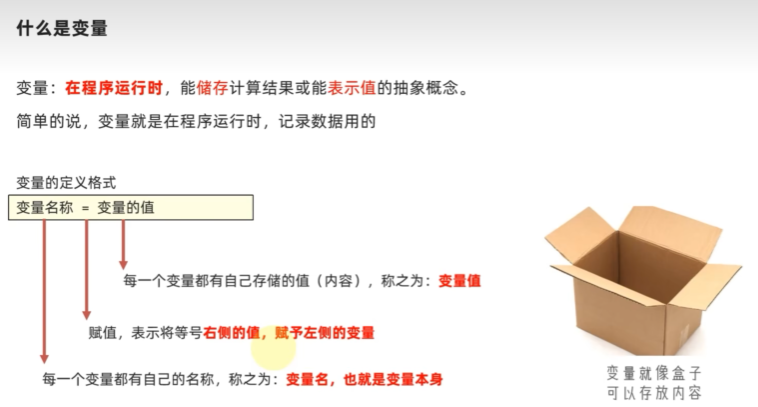 什么是变量
变量：在程序运行时，能储存计算结果或能表示值的抽象概念。
简单的说，变量就是在程序运行时，记录数据用的
变量的定义格式
变量名称 = 变量的值
每一个变量都有自己存储的值（内容），称之为：变量值
赋值，表示将等号右侧的值，赋予左侧的变量
每一个变量都有自己的名称，称之为：变量名，也就是变量本身
变量就像盒子
可以存放内容